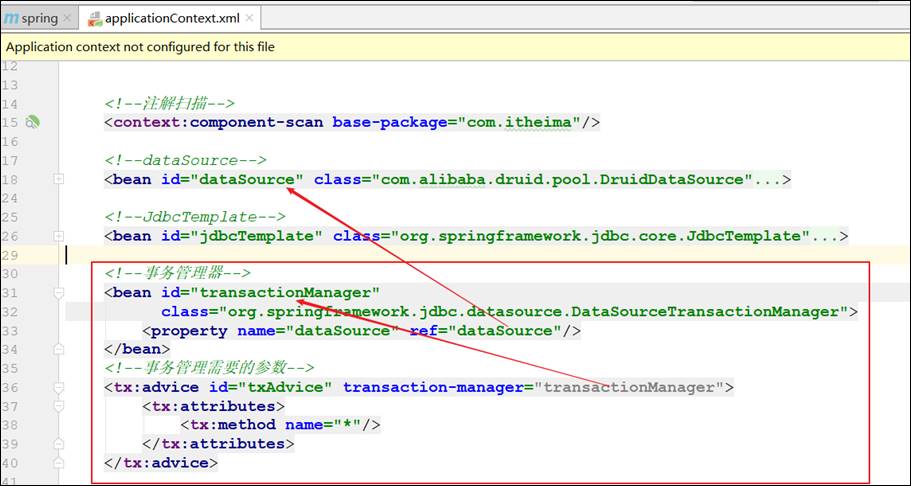 spring
applicationContext.xml
Application context not configured for this file
12
13
14 <!--注解扫描-->
15 <context:component-scan base-package="com.itheima"/>
16
17 <!--dataSource-->
18 <bean id="dataSource" class="com.alibaba.druid.pool.DruidDataSource"...>
24
25 <!--JdbcTemplate-->
26 <bean id="jdbcTemplate" class="org.springframework.jdbc.core.JdbcTemplate"...>
29
30 <!--事务管理器-->
31 <bean id="transactionManager"
32 class="org.springframework.jdbc.datasource.DataSourceTransactionManager">
33 <property name="dataSource" ref="dataSource"/>
34 </bean>
35 <!--事务管理需要的参数-->
36 <tx:advice id="txAdvice" transaction-manager="transactionManager">
37 <tx:attributes>
38 <tx:method name="*"/>
39 </tx:attributes>
40 </tx:advice>
41